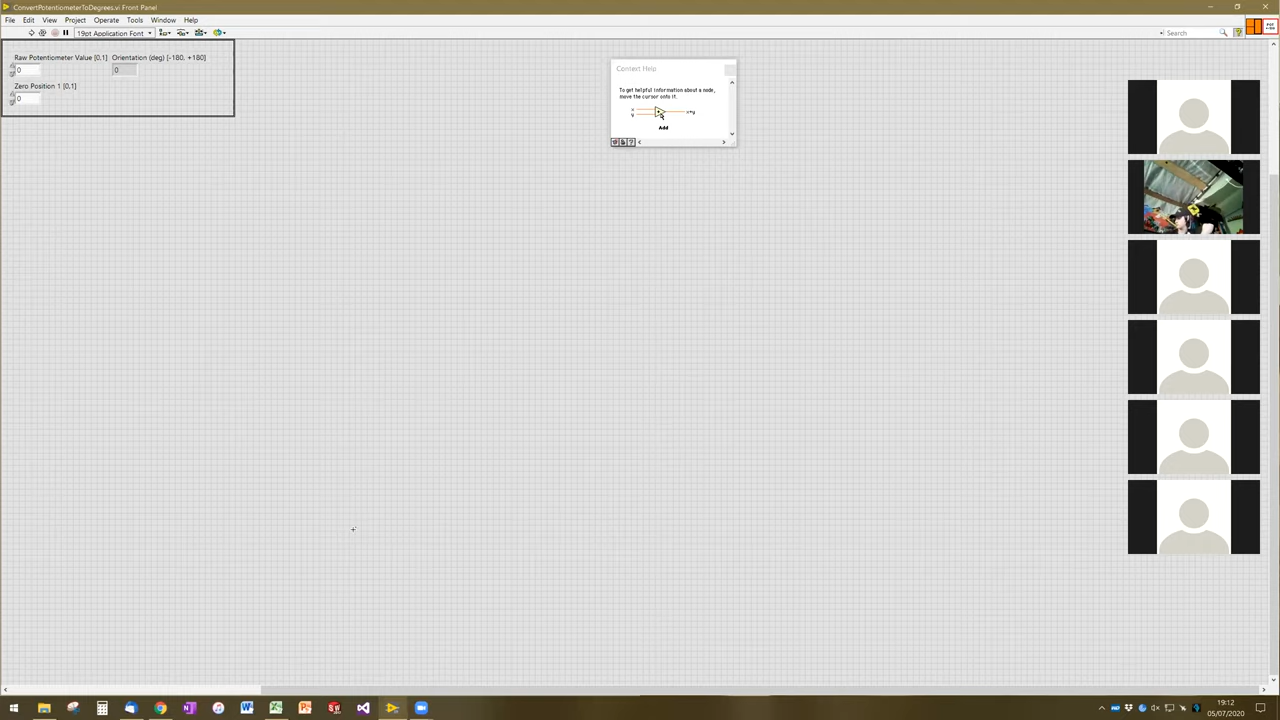 ConvertPotentiometerToDegrees.vi Front Panel
File Edit View Project Operate Tools Window Help
19pt Application Font
Search
Raw Potentiometer Value [0,1] Orientation (deg) [-180, +180]
0 0
Zero Position 1 [0,1]
0
Context Help
To get helpful information about a node,
move the cursor onto it.
x
y
x+y
Add
19:12
05/07/2020